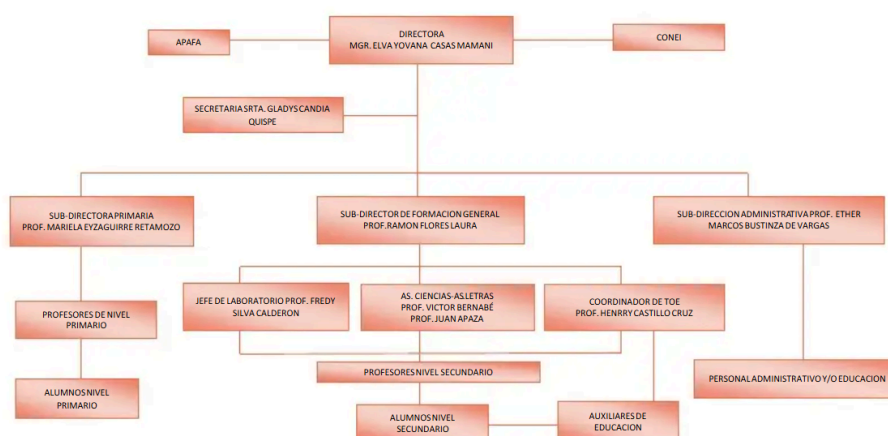 DIRECTORA
MGR. ELVA YOVANA CASAS MAMANI
APAFA
CONEI
SECRETARIA SRTA. GLADYS CANDIA
QUISPE
SUB-DIRECTORA PRIMARIA
PROF. MARIELA EYZAGUIRRE RETAMOZO
SUB-DIRECTOR DE FORMACION GENERAL
PROF.RAMON FLORES LAURA
SUB-DIRECCION ADMINISTRATIVA PROF. ETHER
MARCOS BUSTINZA DE VARGAS
JEFE DE LABORATORIO PROF. FREDY
SILVA CALDERON
AS. CIENCIAS-AS.LETRAS
PROF. VICTOR BERNABÉ
PROF. JUAN APAZA
COORDINADOR DE TOE
PROF. HENRRY CASTILLO CRUZ
PROFESORES DE NIVEL
PRIMARIO
PROFESORES NIVEL SECUNDARIO
PERSONAL ADMINISTRATIVO Y/O EDUCACION
ALUMNOS NIVEL
PRIMARIO
ALUMNOS NIVEL
SECUNDARIO
AUXILIARES DE
EDUCACION